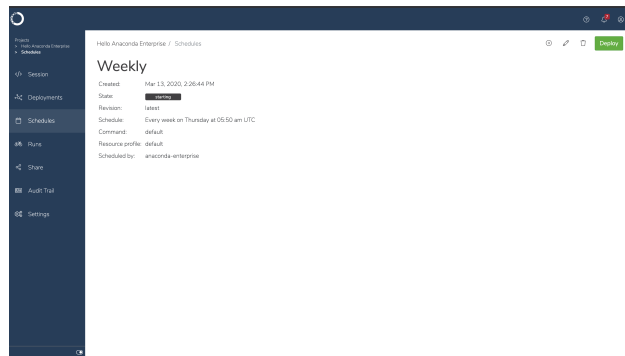 Projects
> Hello Anaconda Enterprise
> Schedules
Hello Anaconda Enterprise / Schedules
Deploy
Weekly
Created: Mar 13, 2020, 2:26:44 PM
State: starting
Revision: latest
Schedule: Every week on Thursday at 05:50 am UTC
Command: default
Resource profile: default
Scheduled by: anaconda-enterprise
Session
Deployments
Schedules
Runs
Share
Audit Trail
Settings